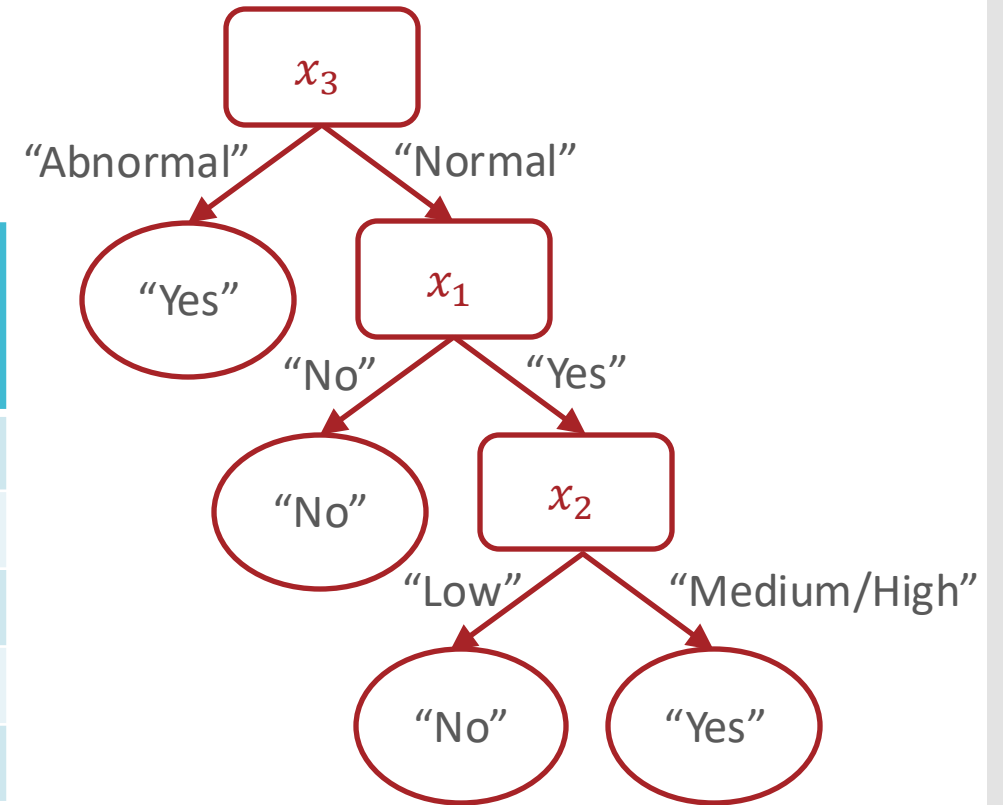 x₃
“Abnormal” “Normal”
“Yes” x₁
“No” “Yes”
“No” x₂
“Low” “Medium/High”
“No” “Yes”